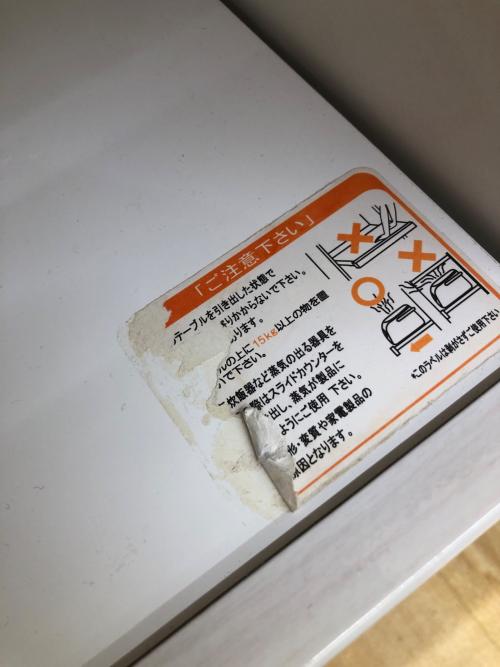 「ご注意下さい」
テーブルを引き出した状態で
りかからないで下さい。
ります。
の上に15kg以上の物を置
で下さい。
炊飯器など蒸気の出る器具を
はスライドカウンターを
出し、蒸気が製品に
ようにご使用 下さい。
形・変質や家電製品の
原因となります。
*このラベルは剥がさずご使用下さい